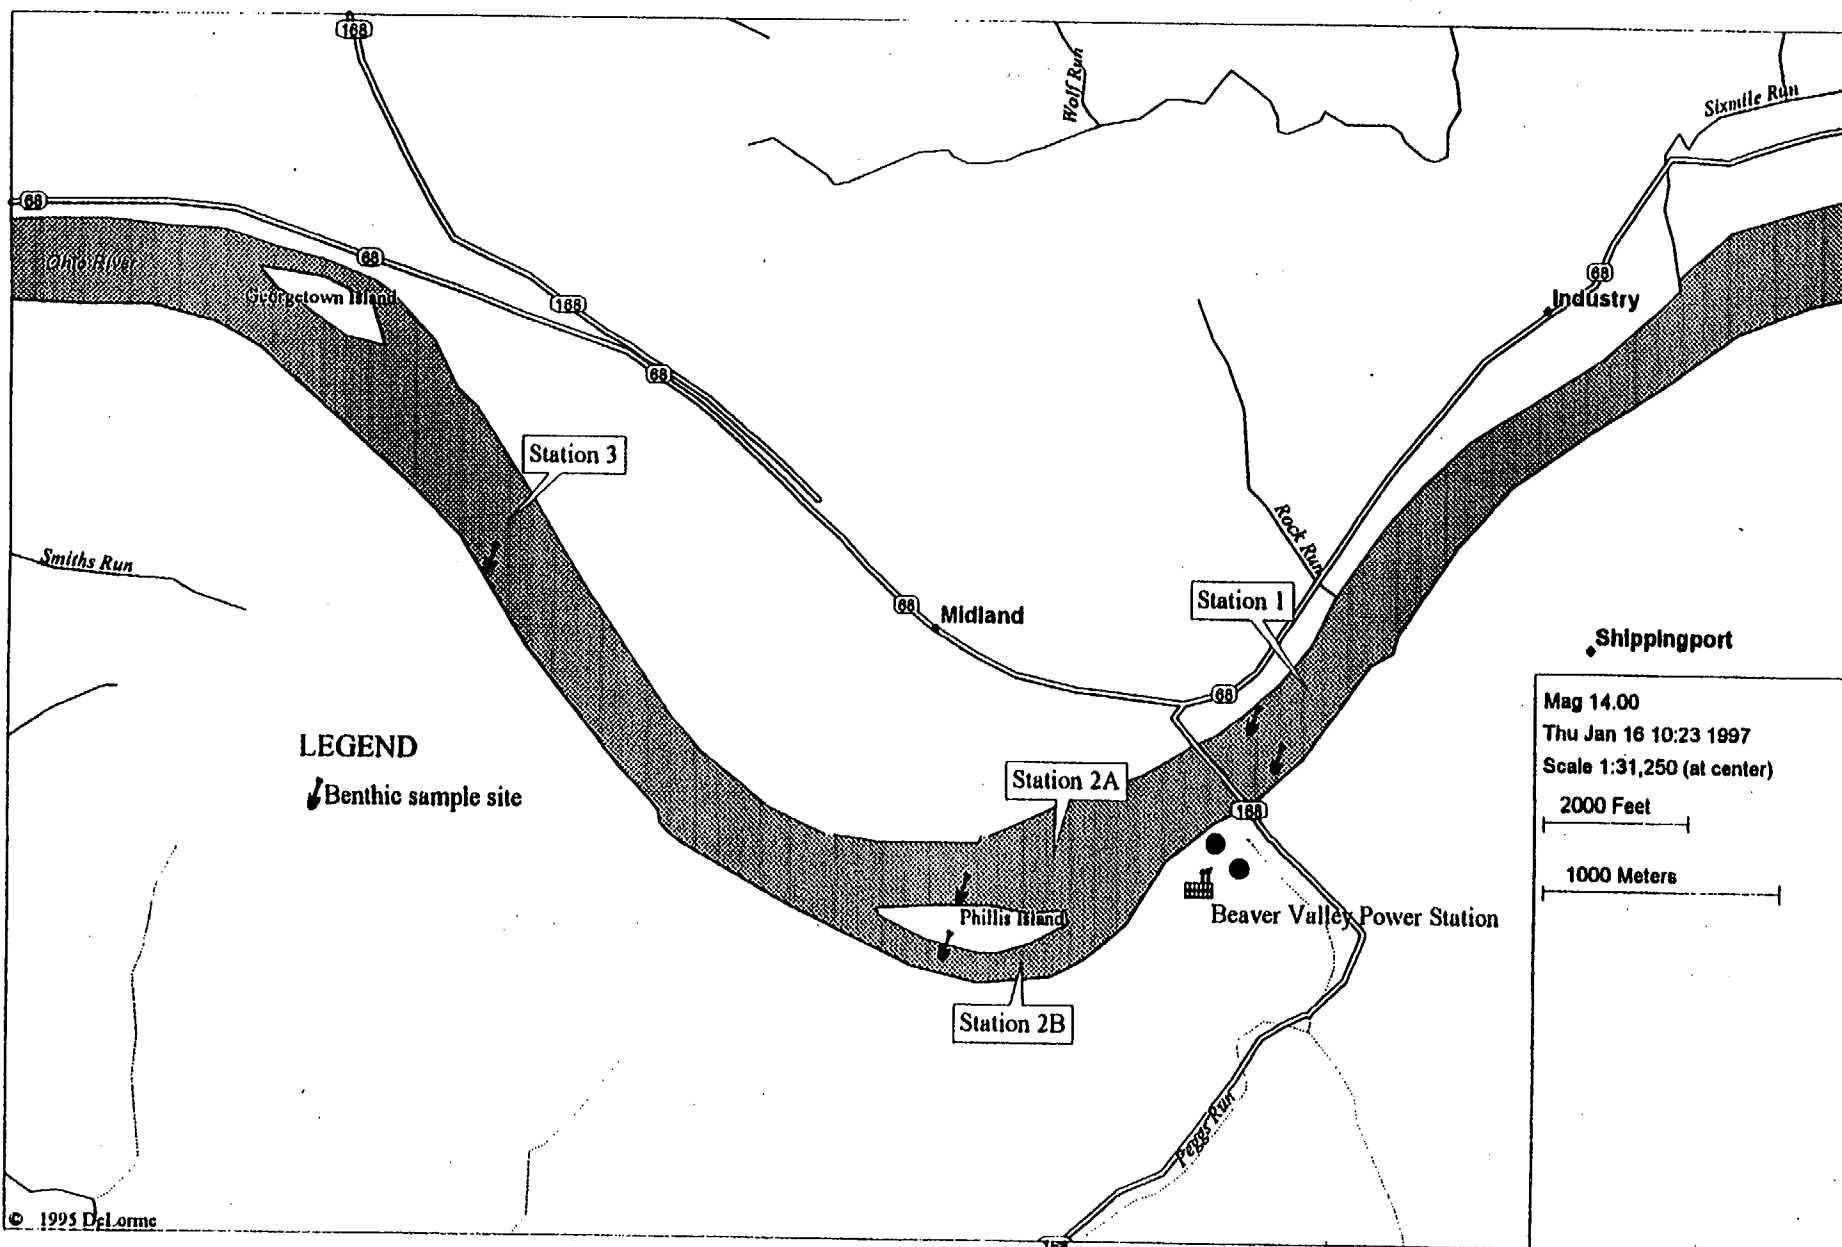 168
Wolf Run
Sixmile Run
68
Ohio River
68
Georgetown Island
168
68
Industry
68
Station 3
Rock Run
Smiths Run
Station 1
68
Midland
Shippingport
68
Mag 14.00
Thu Jan 16 10:23 1997
Scale 1:31,250 (at center)
2000 Feet
1000 Meters
LEGEND
Benthic sample site
Station 2A
168
Phillis Island
Beaver Valley Power Station
Station 2B
Peggs Run
© 1995 DeLorme
168